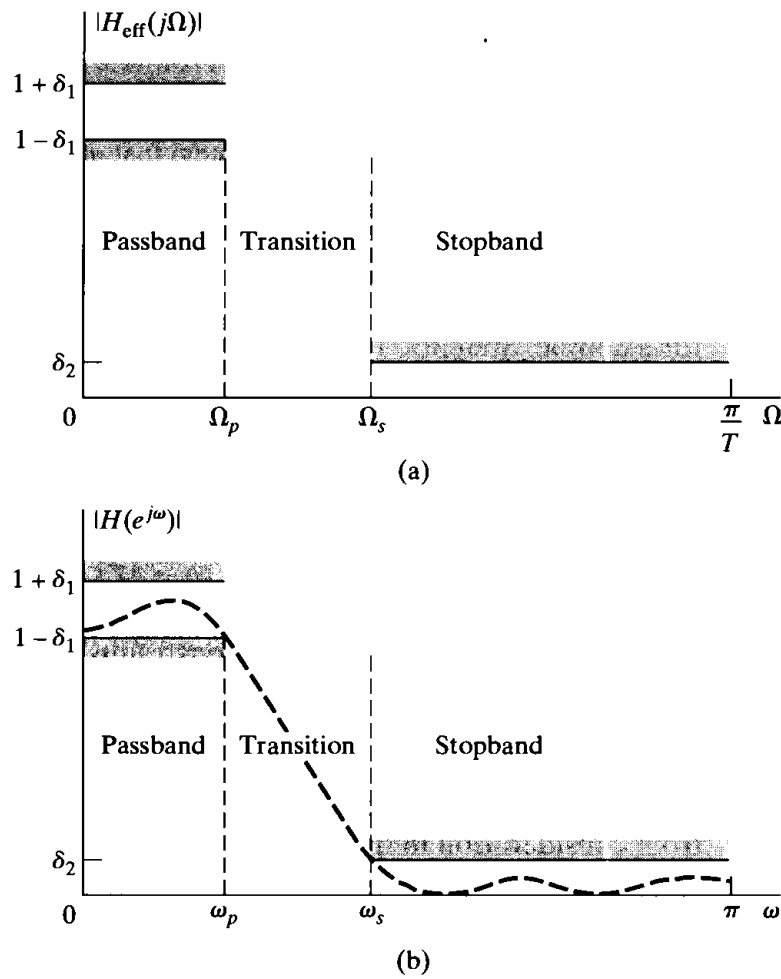 |H_eff(jΩ)|
1 + δ₁
1 − δ₁
Passband Transition Stopband
δ₂
0 Ω_p Ω_s π/T Ω
(a)
|H(e^{jω})|
1 + δ₁
1 − δ₁
Passband Transition Stopband
δ₂
0 ω_p ω_s π ω
(b)